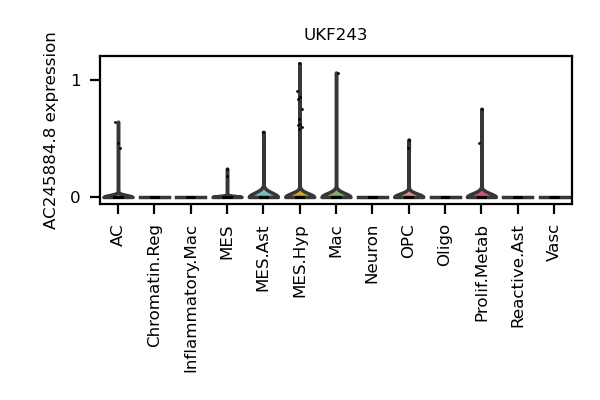 UKF243
AC245884.8 expression
1
0
AC
Chromatin.Reg
Inflammatory.Mac
MES
MES.Ast
MES.Hyp
Mac
Neuron
OPC
Oligo
Prolif.Metab
Reactive.Ast
Vasc